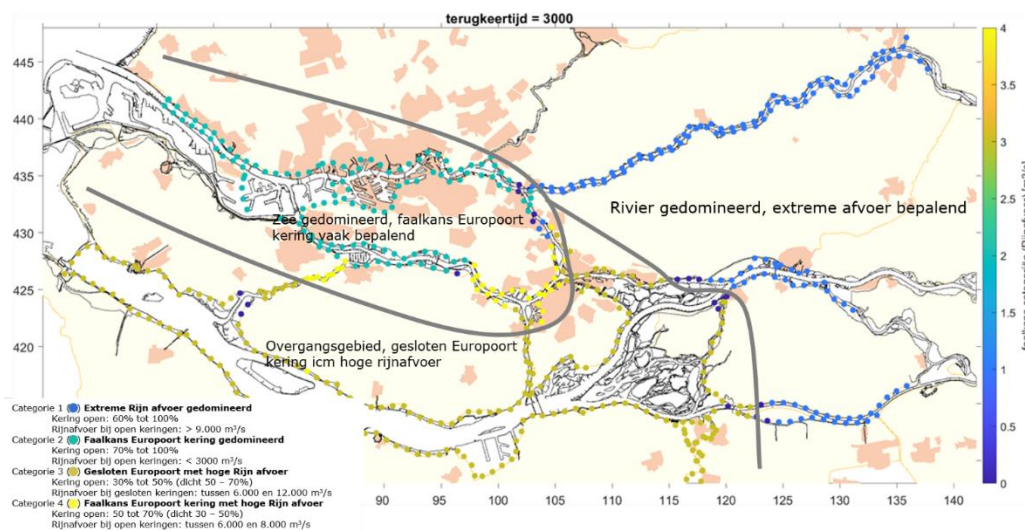 terugkeertijd = 3000
445
440
435
430
425
420
Zee gedomineerd, faalkans Europoort
kering vaak bepalend
Rivier gedomineerd, extreme afvoer bepalend
Overgangsgebied, gesloten Europoort
kering icm hoge rijnafvoer
Categorie 1 ( ) Extreme Rijn afvoer gedomineerd
Kering open: 60% tot 100%
Rijnafvoer bij open keringen: > 9.000 m³/s
Categorie 2 ( ) Faalkans Europoort kering gedomineerd
Kering open: 70% tot 100%
Rijnafvoer bij open keringen: < 3000 m³/s
Categorie 3 ( ) Gesloten Europoort met hoge Rijn afvoer
Kering open: 30% tot 50% (dicht 50 – 70%)
Rijnafvoer bij gesloten keringen: tussen 6.000 en 12.000 m³/s
Categorie 4 ( ) Faalkans Europoort kering met hoge Rijn afvoer
Kering open: 50 tot 70% (dicht 30 – 50%)
Rijnafvoer bij open keringen: tussen 6.000 en 8.000 m³/s
90 95 100 105 110 115 120 125 130 135 140
4
3.5
3
2.5
2
1.5
1
0.5
0